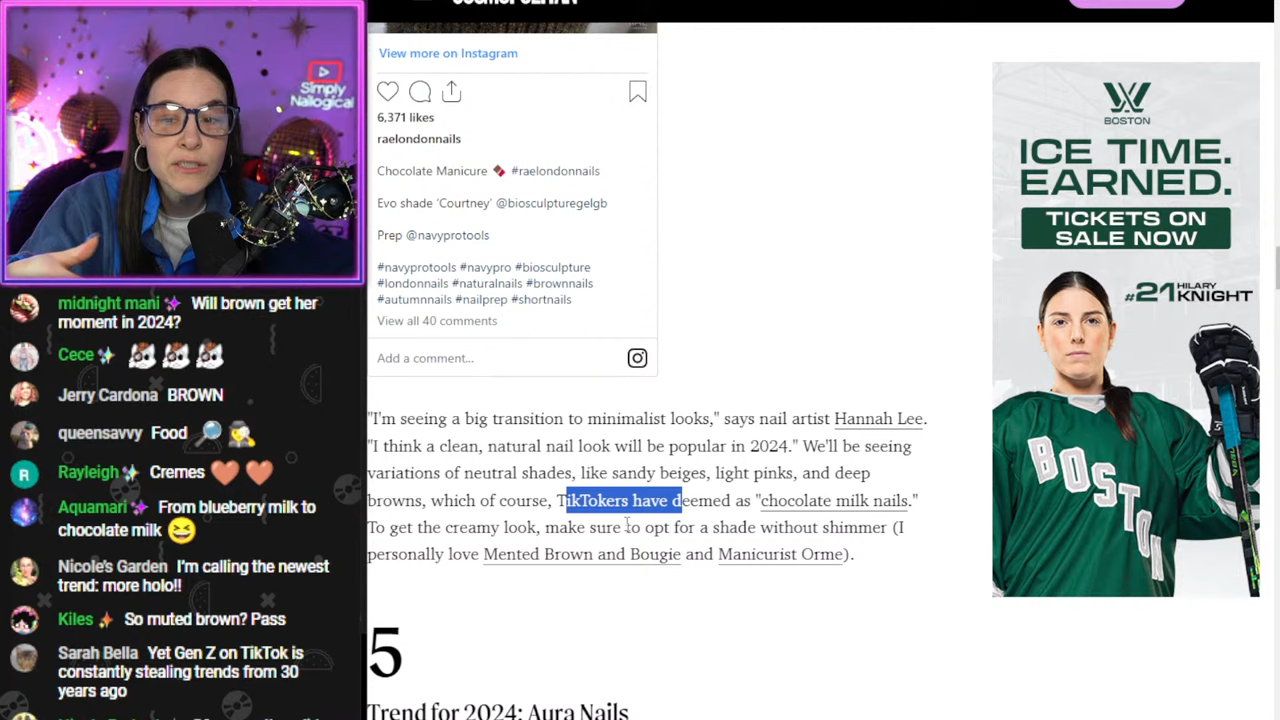 COSMOPOLITAN
View more on Instagram
6,371 likes
raelondonnails
Chocolate Manicure 🍫 #raelondonnails
Evo shade ‘Courtney’ @biosculpturegelgb
Prep @navyprotools
#navyprotools #navypro #biosculpture
#londonnails #naturalnails #brownnails
#autumnnails #nailprep #shortnails
View all 40 comments
Add a comment...
"I'm seeing a big transition to minimalist looks," says nail artist Hannah Lee.
"I think a clean, natural nail look will be popular in 2024." We'll be seeing
variations of neutral shades, like sandy beiges, light pinks, and deep
browns, which of course, TikTokers have deemed as "chocolate milk nails."
To get the creamy look, make sure to opt for a shade without shimmer (I
personally love Mented Brown and Bougie and Manicurist Orme).
5
Trend for 2024: Aura Nails
Simply
Nailogical
midnight mani Will brown get her
moment in 2024?
Cece
Jerry Cardona BROWN
queensavvy Food 🔎 🕵
R
Rayleigh Cremes ❤️ ❤️
Aquamari From blueberry milk to
chocolate milk 😆
Nicole's Garden I'm calling the newest
trend: more holo!!
Kiles So muted brown? Pass
Sarah Bella Yet Gen Z on TikTok is
constantly stealing trends from 30
years ago
BOSTON
ICE TIME.
EARNED.
TICKETS ON
SALE NOW
#21 HILARY
KNIGHT
BOSTON